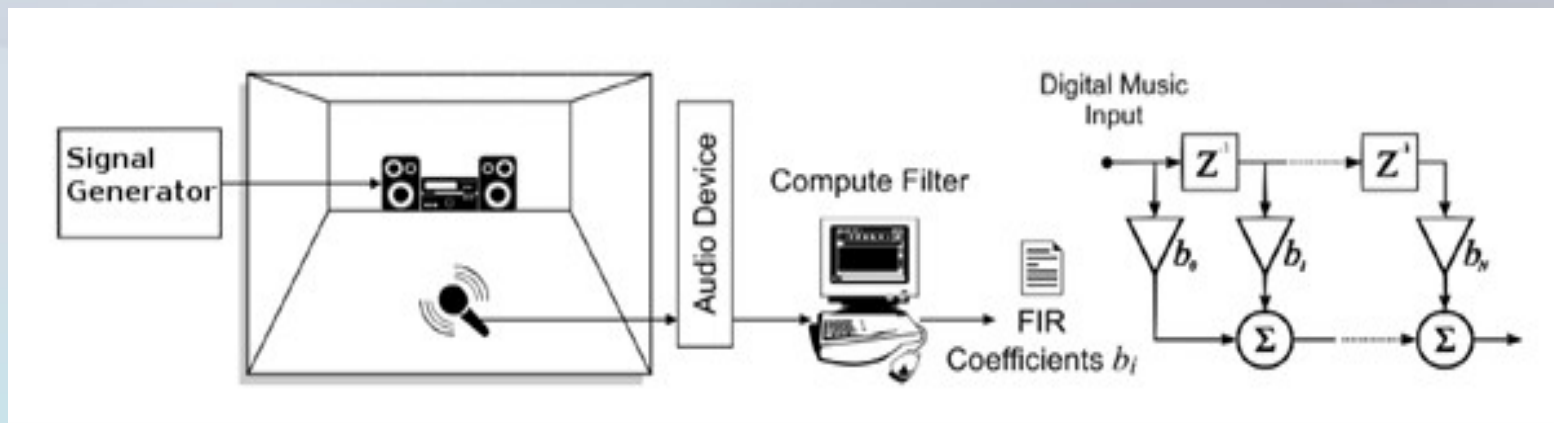 Signal
Generator
Audio Device
Compute Filter
FIR
Coefficients bᵢ
Digital Music
Input
Z⁻¹
Z⁻¹
b₀
b₁
b_N
Σ
Σ